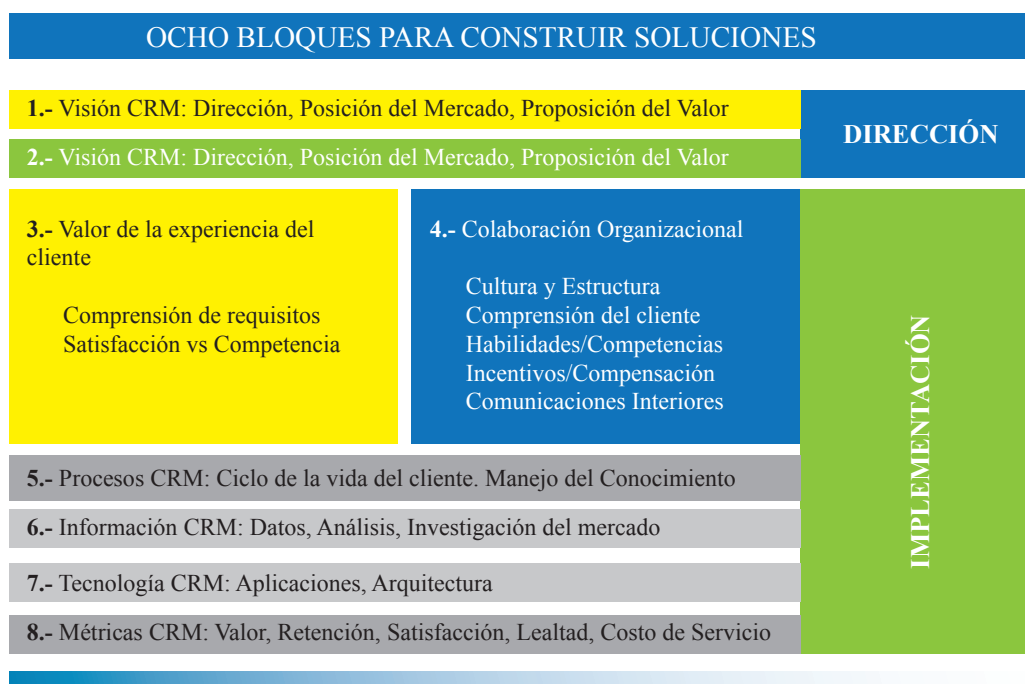 OCHO BLOQUES PARA CONSTRUIR SOLUCIONES
1.- Visión CRM: Dirección, Posición del Mercado, Proposición del Valor
2.- Visión CRM: Dirección, Posición del Mercado, Proposición del Valor
DIRECCIÓN
3.- Valor de la experiencia del
cliente
Comprensión de requisitos
Satisfacción vs Competencia
4.- Colaboración Organizacional
Cultura y Estructura
Comprensión del cliente
Habilidades/Competencias
Incentivos/Compensación
Comunicaciones Interiores
5.- Procesos CRM: Ciclo de la vida del cliente. Manejo del Conocimiento
6.- Información CRM: Datos, Análisis, Investigación del mercado
7.- Tecnología CRM: Aplicaciones, Arquitectura
8.- Métricas CRM: Valor, Retención, Satisfacción, Lealtad, Costo de Servicio
IMPLEMENTACIÓN